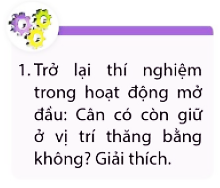 1. Trở lại thí nghiệm
trong hoạt động mở
đầu: Cân có còn giữ
ở vị trí thăng bằng
không? Giải thích.